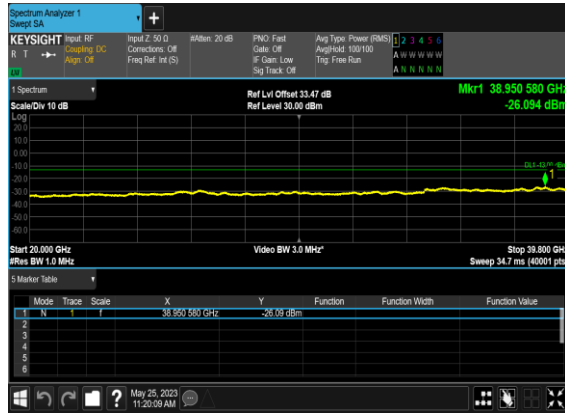 Spectrum Analyzer 1
Swept SA
+
KEYSIGHT Input: RF Input Z: 50 Ω #Atten: 20 dB PNO: Fast Avg Type: Power (RMS) 1 2 3 4 5 6
R T Coupling: DC Corrections: Off Gate: Off Avg|Hold: 100/100 A W W W W W
Align: Off Freq Ref: Int (S) IF Gain: Low Trig: Free Run
Sig Track: Off A N N N N N
1 Spectrum Ref Lvl Offset 33.47 dB Mkr1 38.950 580 GHz
Scale/Div 10 dB Ref Level 30.00 dBm -26.094 dBm
Log
20.0
10.0
0.00
-10.0
DL1 -13.00 dBm
1
-20.0
-30.0
-40.0
-50.0
-60.0
Start 20.000 GHz Video BW 3.0 MHz* Stop 39.800 GHz
#Res BW 1.0 MHz Sweep 34.7 ms (40001 pts)
5 Marker Table
Mode Trace Scale X Y Function Function Width Function Value
1 N 1 f 38.950 580 GHz -26.09 dBm
2
3
4
5
6
? May 25, 2023
11:20:09 AM